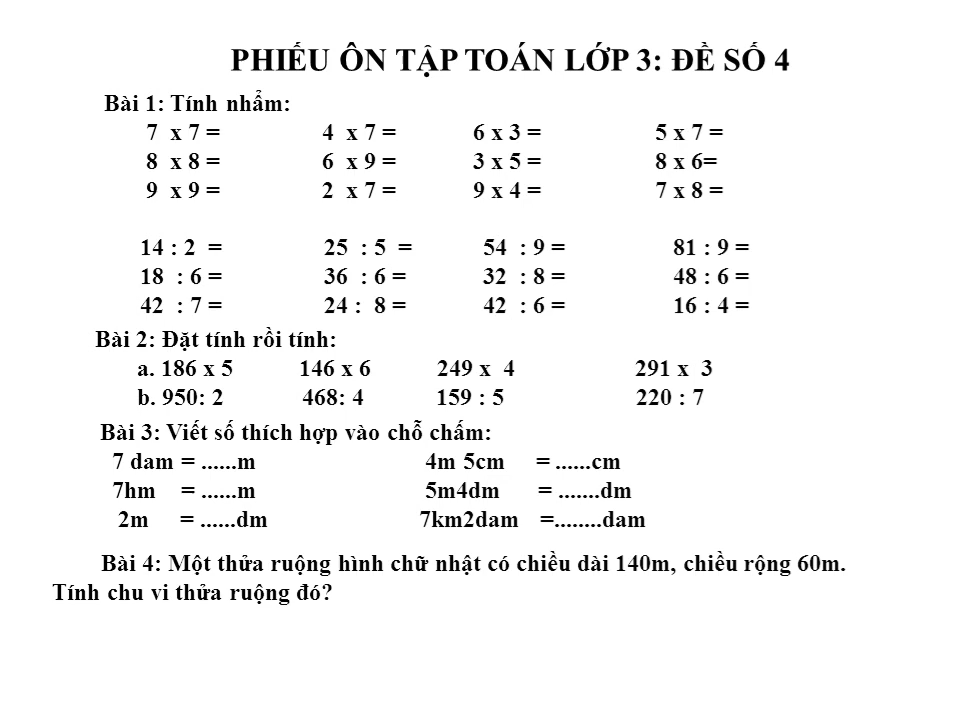 PHIẾU ÔN TẬP TOÁN LỚP 3: ĐỀ SỐ 4
Bài 1: Tính nhẩm:
7 x 7 = 4 x 7 = 6 x 3 = 5 x 7 =
8 x 8 = 6 x 9 = 3 x 5 = 8 x 6=
9 x 9 = 2 x 7 = 9 x 4 = 7 x 8 =
14 : 2 = 25 : 5 = 54 : 9 = 81 : 9 =
18 : 6 = 36 : 6 = 32 : 8 = 48 : 6 =
42 : 7 = 24 : 8 = 42 : 6 = 16 : 4 =
Bài 2: Đặt tính rồi tính:
a. 186 x 5 146 x 6 249 x 4 291 x 3
b. 950: 2 468: 4 159 : 5 220 : 7
Bài 3: Viết số thích hợp vào chỗ chấm:
7 dam = ......m 4m 5cm = ......cm
7hm = ......m 5m4dm = .......dm
2m = ......dm 7km2dam =........dam
Bài 4: Một thửa ruộng hình chữ nhật có chiều dài 140m, chiều rộng 60m.
Tính chu vi thửa ruộng đó?